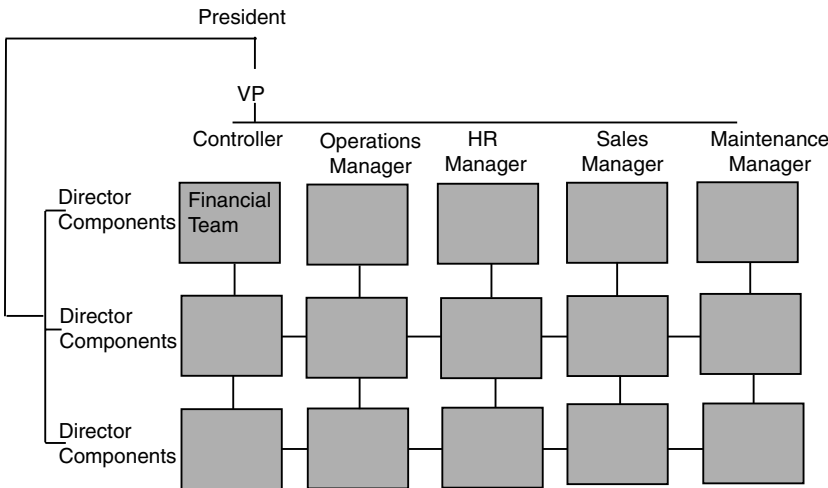 President
VP
Controller
Operations
Manager
HR
Manager
Sales
Manager
Maintenance
Manager
Director
Components
Financial
Team
Director
Components
Director
Components